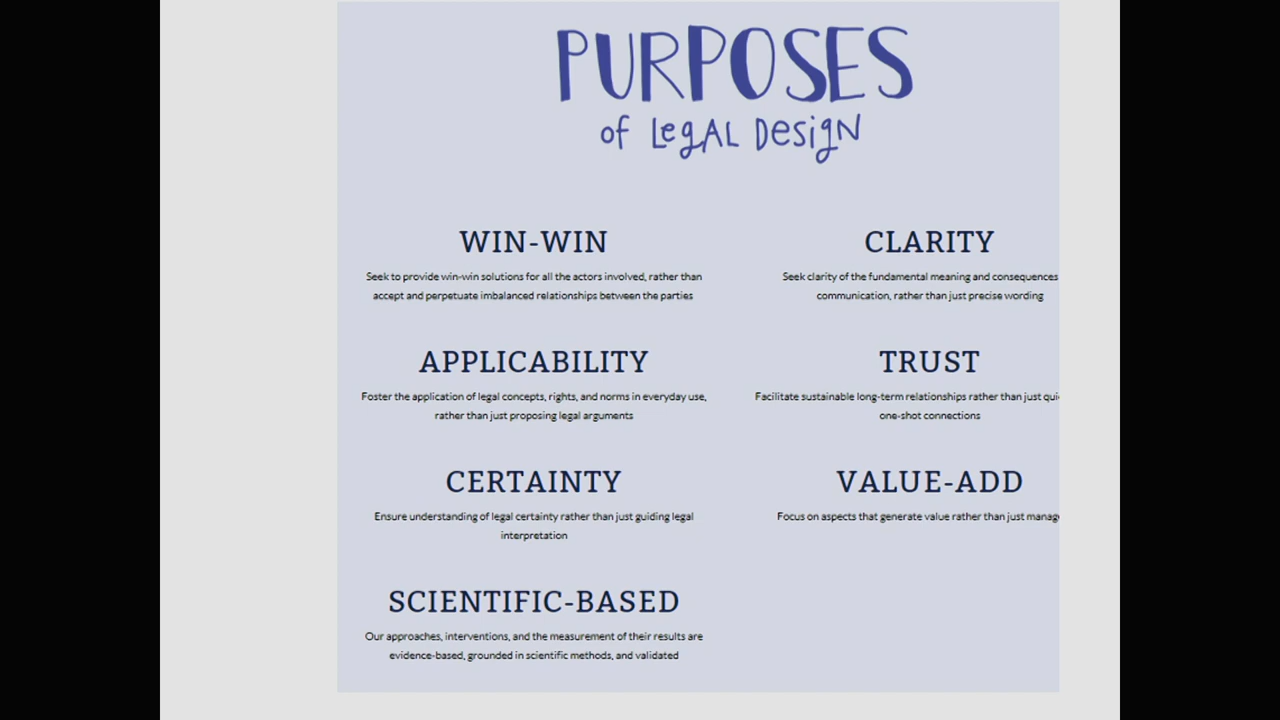 PURPOSES
of LegAL DesigN
WIN-WIN
Seek to provide win-win solutions for all the actors involved, rather than
accept and perpetuate imbalanced relationships between the parties
CLARITY
Seek clarity of the fundamental meaning and consequences
communication, rather than just precise wording
APPLICABILITY
Foster the application of legal concepts, rights, and norms in everyday use,
rather than just proposing legal arguments
TRUST
Facilitate sustainable long-term relationships rather than just
one-shot connections
CERTAINTY
Ensure understanding of legal certainty rather than just guiding legal
interpretation
VALUE-ADD
Focus on aspects that generate value rather than just
SCIENTIFIC-BASED
Our approaches, interventions, and the measurement of their results are
evidence-based, grounded in scientific methods, and validated